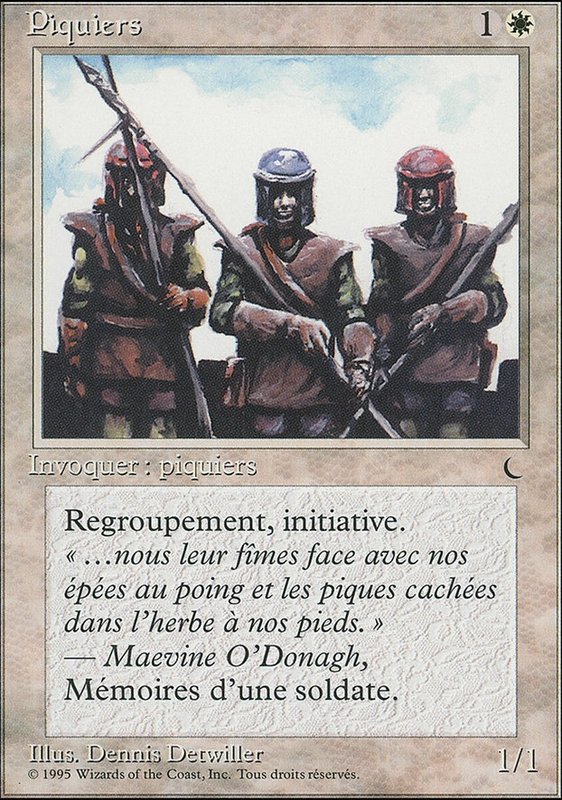 Piquiers 1
Invoquer : piquiers
Regroupement, initiative.
« …nous leur fîmes face avec nos
épées au poing et les piques cachées
dans l'herbe à nos pieds. »
— Maevine O'Donagh,
Mémoires d'une soldate.
Illus. Dennis Detwiller
1/1
© 1995 Wizards of the Coast, Inc. Tous droits réservés.